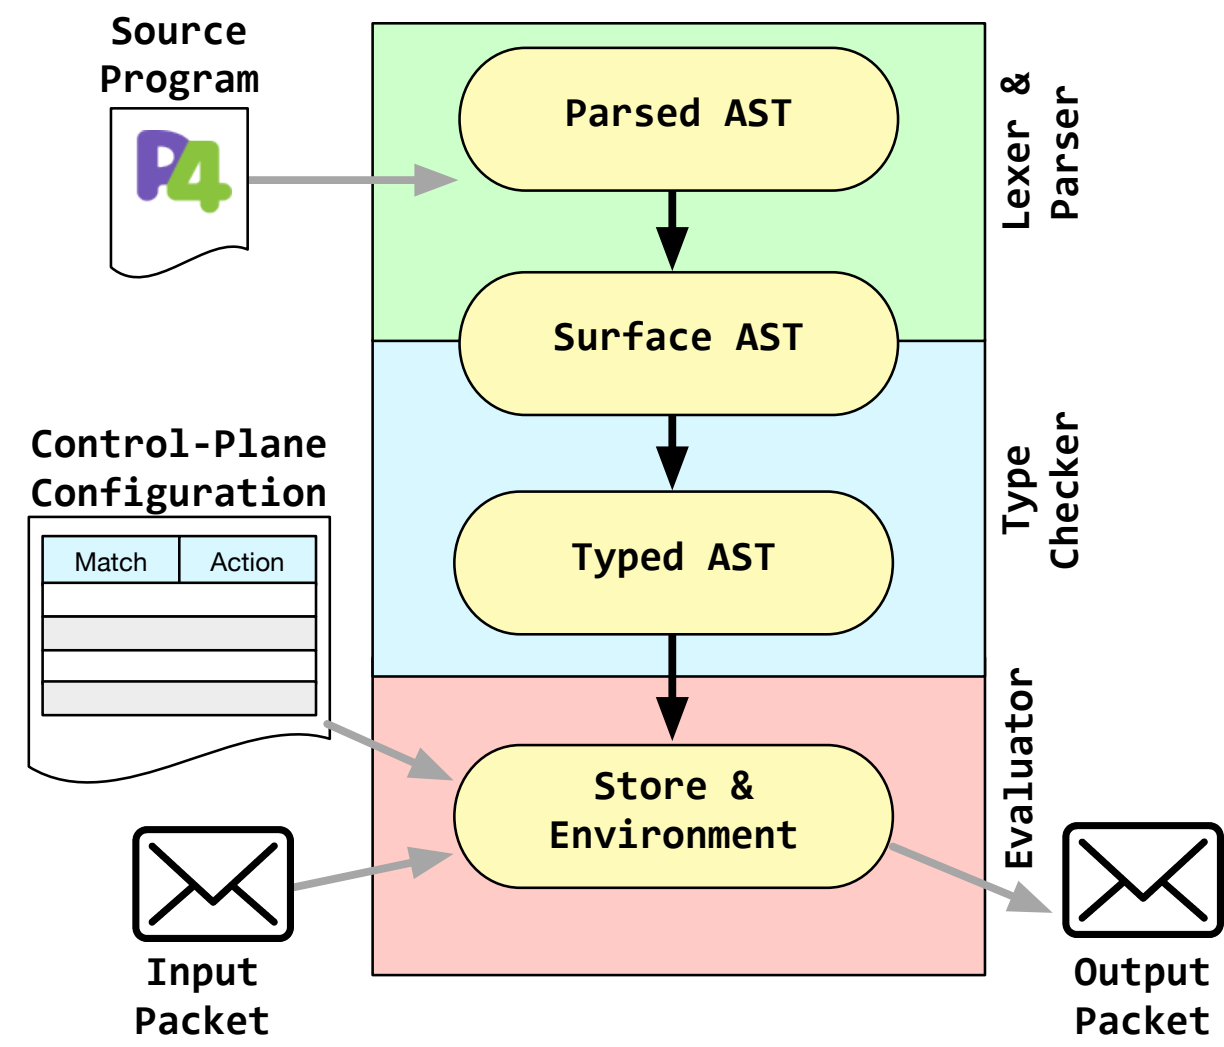 Source
Program
P4
Parsed AST
Lexer &
Parser
Surface AST
Control-Plane
Configuration
Match
Action
Type
Checker
Typed AST
Evaluator
Store &
Environment
Input
Packet
Output
Packet